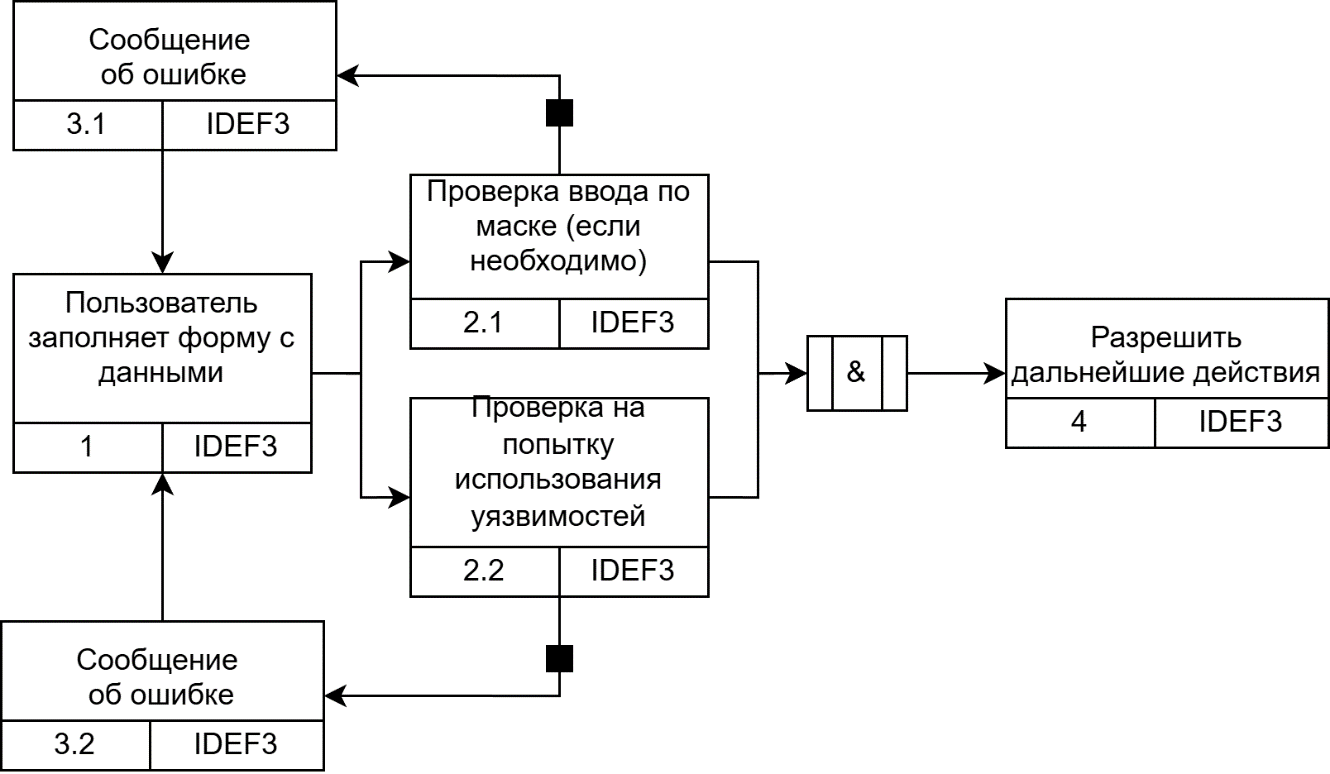 Сообщение
об ошибке
3.1
IDEF3
Проверка ввода по
маске (если
необходимо)
2.1
IDEF3
Пользователь
заполняет форму с
данными
1
IDEF3
&
Разрешить
дальнейшие действия
4
IDEF3
Проверка на
попытку
использования
уязвимостей
2.2
IDEF3
Сообщение
об ошибке
3.2
IDEF3